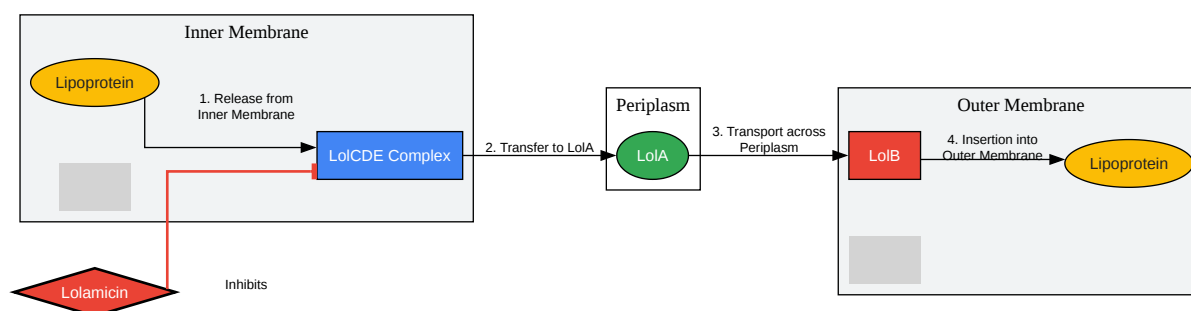 Inner Membrane
Lipoprotein
1. Release from
Inner Membrane
LolCDE Complex
2. Transfer to LolA
Periplasm
LolA
3. Transport across
Periplasm
Outer Membrane
LolB
4. Insertion into
Outer Membrane
Lipoprotein
Lolamicin
Inhibits